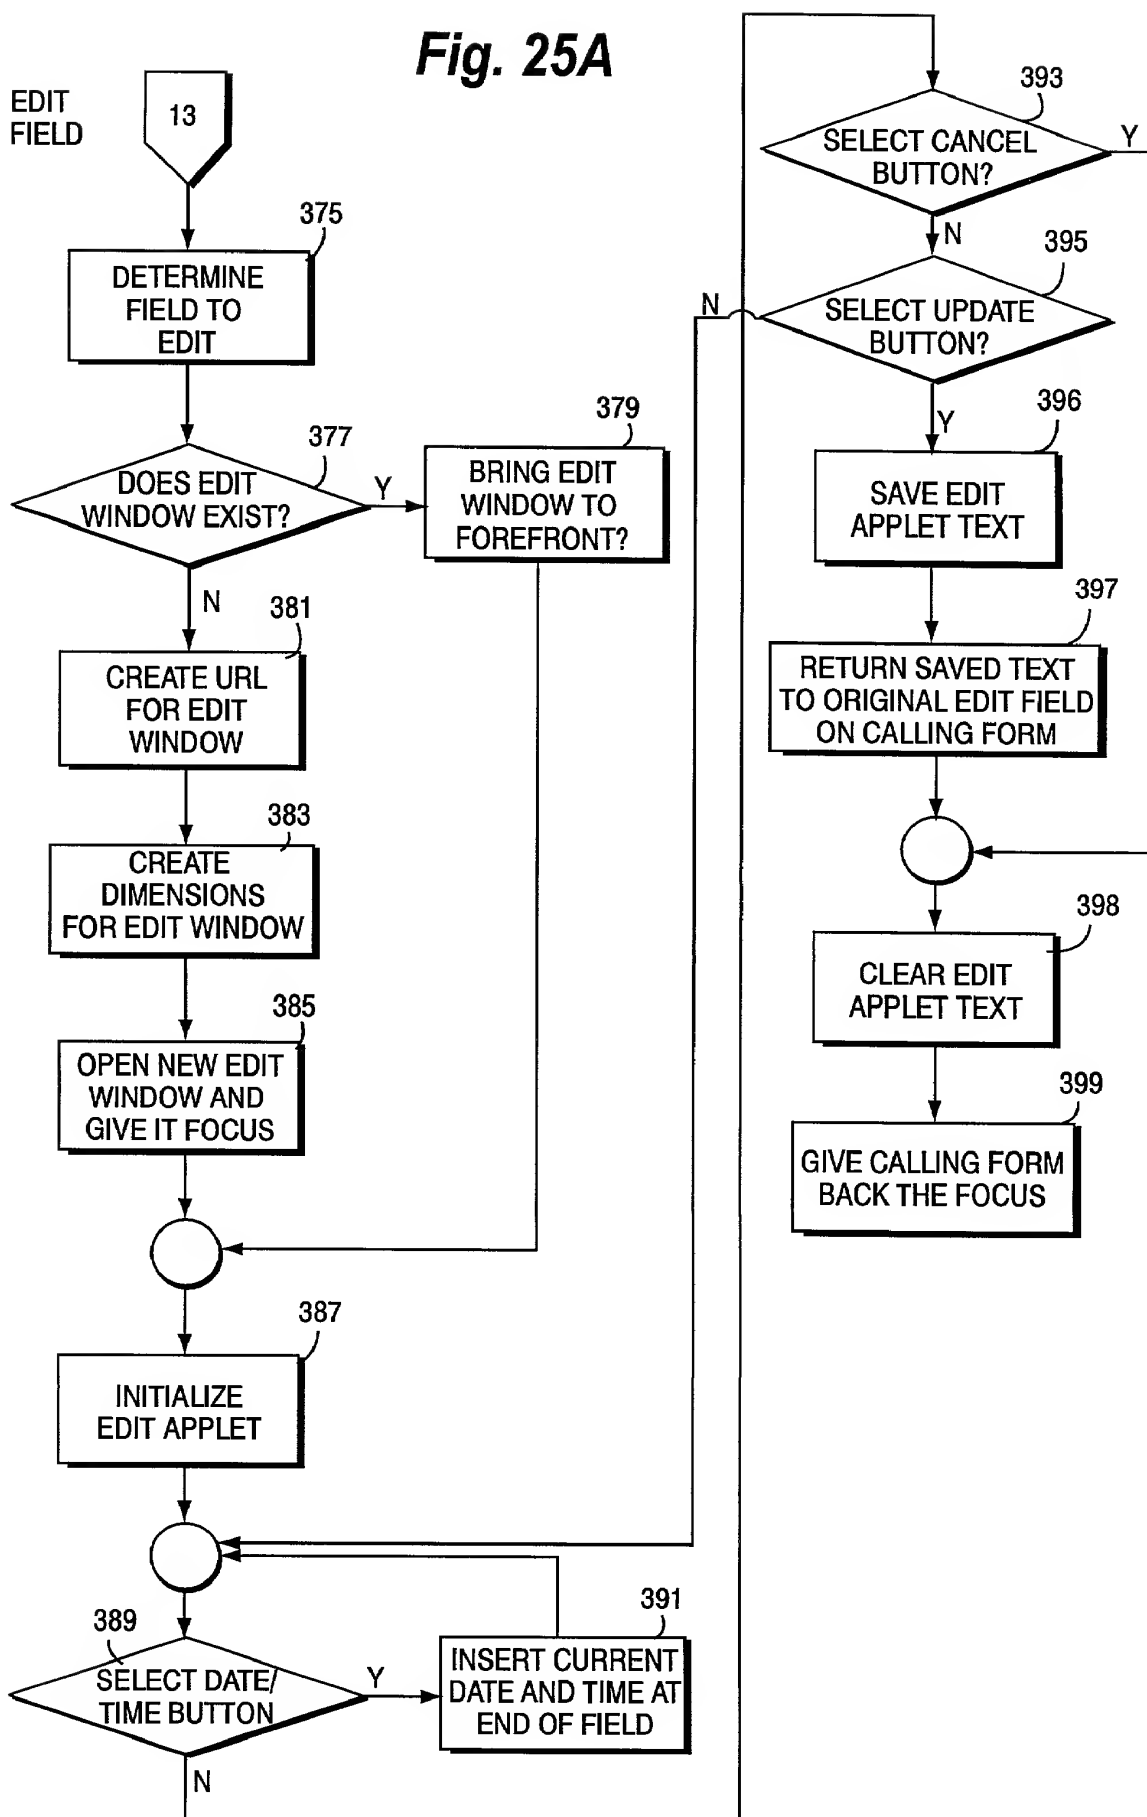 Fig. 25A
EDIT
FIELD
13
375
DETERMINE
FIELD TO
EDIT
377
DOES EDIT
WINDOW EXIST?
Y
379
BRING EDIT
WINDOW TO
FOREFRONT?
N
381
CREATE URL
FOR EDIT
WINDOW
383
CREATE
DIMENSIONS
FOR EDIT WINDOW
385
OPEN NEW EDIT
WINDOW AND
GIVE IT FOCUS
387
INITIALIZE
EDIT APPLET
389
SELECT DATE/
TIME BUTTON
Y
391
INSERT CURRENT
DATE AND TIME AT
END OF FIELD
N
393
SELECT CANCEL
BUTTON?
Y
N
395
SELECT UPDATE
BUTTON?
N
Y
396
SAVE EDIT
APPLET TEXT
397
RETURN SAVED TEXT
TO ORIGINAL EDIT FIELD
ON CALLING FORM
398
CLEAR EDIT
APPLET TEXT
399
GIVE CALLING FORM
BACK THE FOCUS